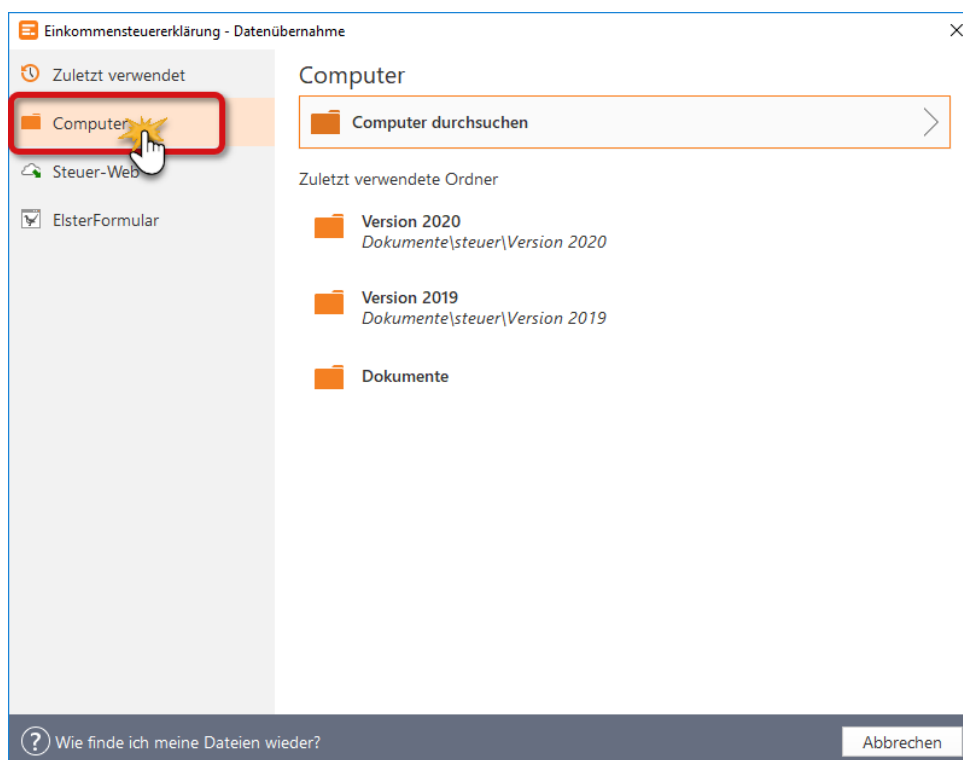 Einkommensteuererklärung - Datenübernahme
Zuletzt verwendet
Computer
Steuer-Web
ElsterFormular
Computer
Computer durchsuchen
Zuletzt verwendete Ordner
Version 2020
Dokumente\steuer\Version 2020
Version 2019
Dokumente\steuer\Version 2019
Dokumente
? Wie finde ich meine Dateien wieder?
Abbrechen